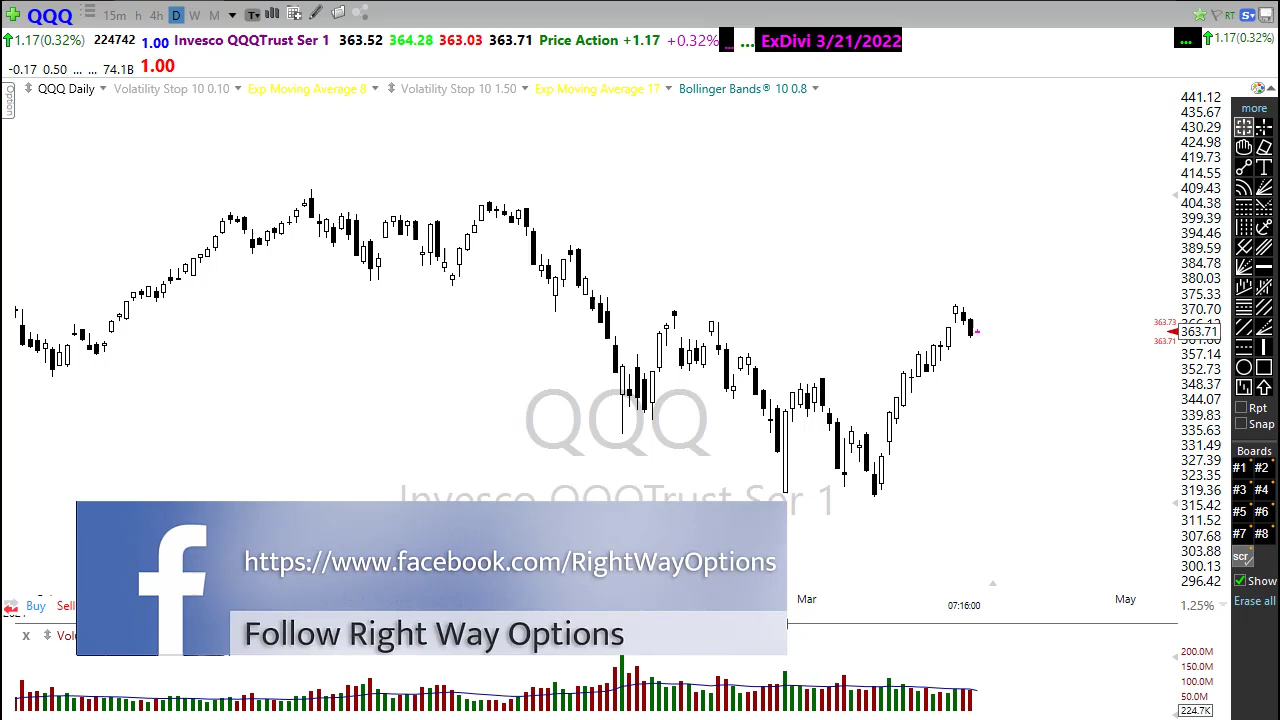 QQQ 15m h 4h D W M T RT S
1.17(0.32%) 224742 1.00 Invesco QQQTrust Ser 1 363.52 364.28 363.03 363.71 Price Action +1.17 +0.32% ... ... ExDivi 3/21/2022 ... 1.17(0.32%)
-0.17 0.50 ... ... 74.1B 1.00
QQQ Daily Volatility Stop 10 0.10 Exp Moving Average 8 Volatility Stop 10 1.50 Exp Moving Average 17 Bollinger Bands® 10 0.8
Option
441.12
more
435.67
430.29
424.98
419.73
414.55
409.43
404.38
399.39
394.46
389.59
384.78
380.03
375.33
370.70
363.73
363.71
363.71
357.14
352.73
348.37
344.07
339.83
335.63
331.49
327.39
323.35
319.36
315.42
311.52
307.68
303.88
300.13
296.42
Rpt
Snap
Boards
#1 #2
#3 #4
#5 #6
#7 #8
scr
Show
Erase all
QQQ
Invesco QQQTrust Ser 1
https://www.facebook.com/RightWayOptions
Follow Right Way Options
Buy Sell
Mar
07:16:00
May
1.25%
x Volu
200.0M
150.0M
100.0M
50.0M
224.7K